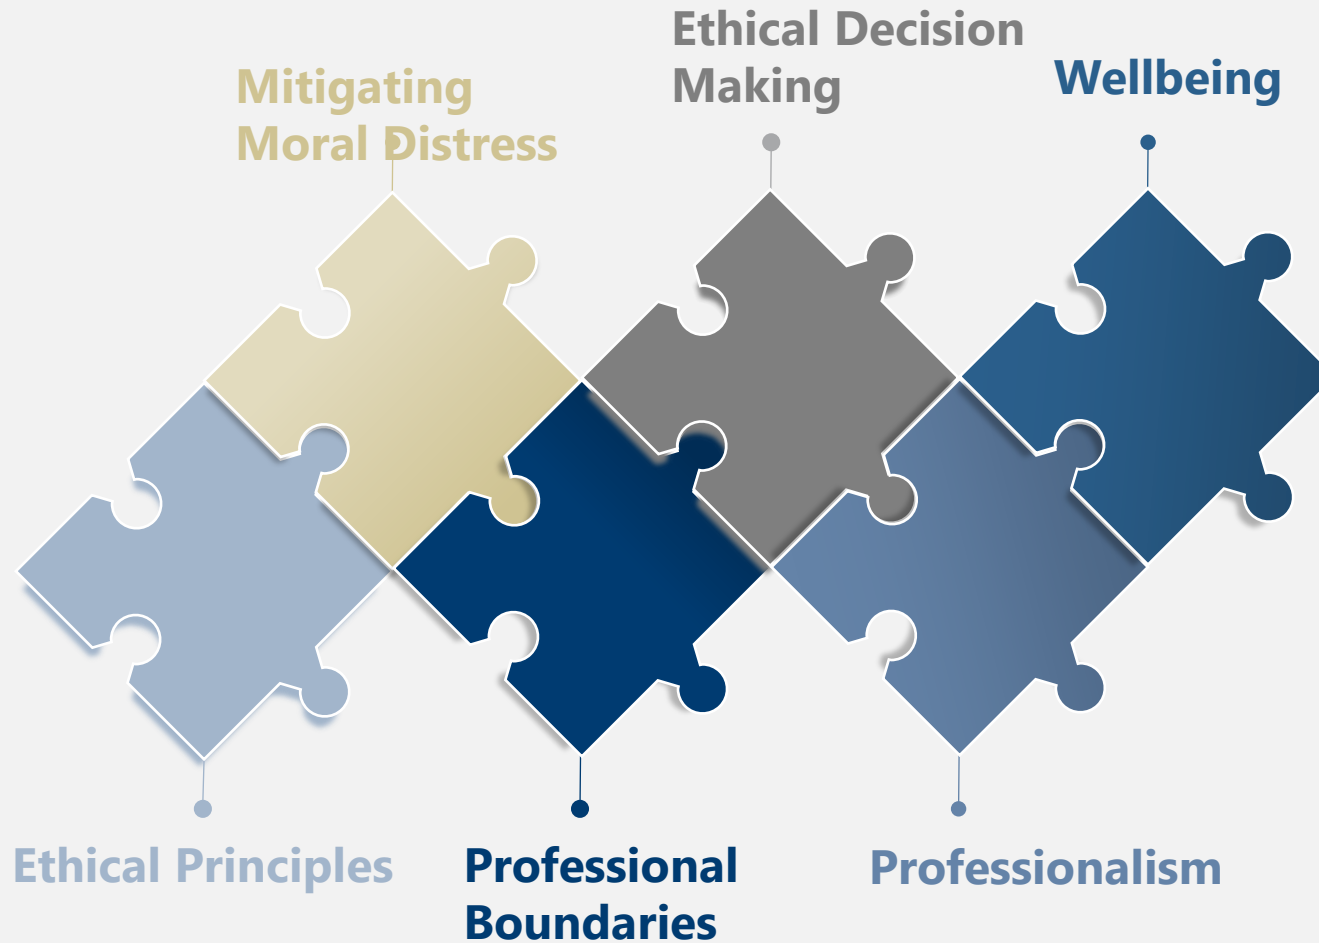 Ethical Decision
Making
Wellbeing
Mitigating
Moral Distress
Ethical Principles
Professional
Boundaries
Professionalism